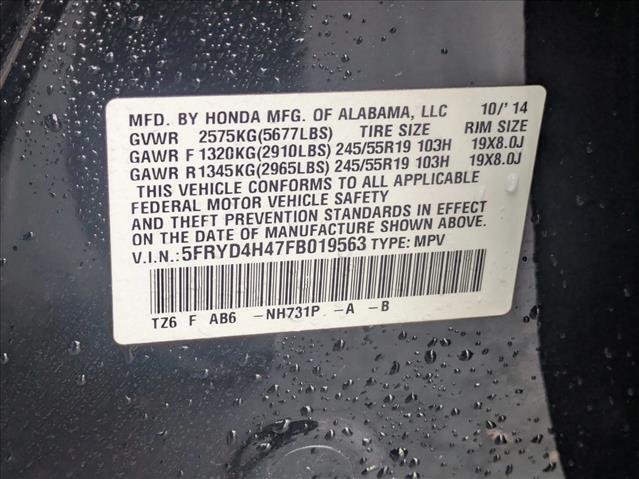 MFD. BY HONDA MFG. OF ALABAMA, LLC 10/'14
GVWR 2575KG(5677LBS) TIRE SIZE RIM SIZE
GAWR F 1320KG(2910LBS) 245/55R19 103H 19X8.0J
GAWR R 1345KG(2965LBS) 245/55R19 103H 19X8.0J
THIS VEHICLE CONFORMS TO ALL APPLICABLE
FEDERAL MOTOR VEHICLE SAFETY
AND THEFT PREVENTION STANDARDS IN EFFECT
ON THE DATE OF MANUFACTURE SHOWN ABOVE.
V.I.N.: 5FRYD4H47FB019563 TYPE: MPV
TZ6 F AB6 -NH731P -A -B